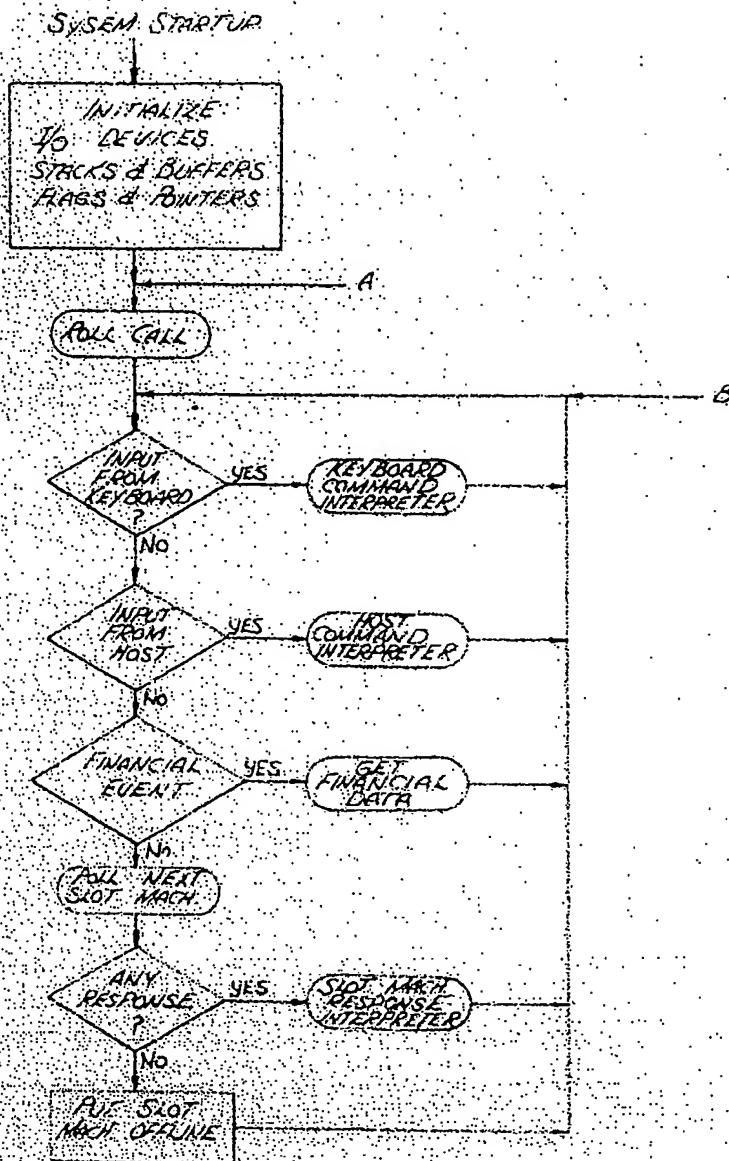 SYSEM STARTUP
INITIALIZE
I/O DEVICES
STACKS & BUFFERS
FLAGS & POINTERS
A
ROLL CALL
B
INPUT
FROM
KEYBOARD
?
YES
KEYBOARD
COMMAND
INTERPRETER
NO
INPUT
FROM
HOST
YES
HOST
COMMAND
INTERPRETER
NO
FINANCIAL
EVENT
YES
GET
FINANCIAL
DATA
NO
POLL NEXT
SLOT MACH.
ANY
RESPONSE
?
YES
SLOT MACH
RESPONSE
INTERPRETER
NO
PUT SLOT
MACH OFFLINE